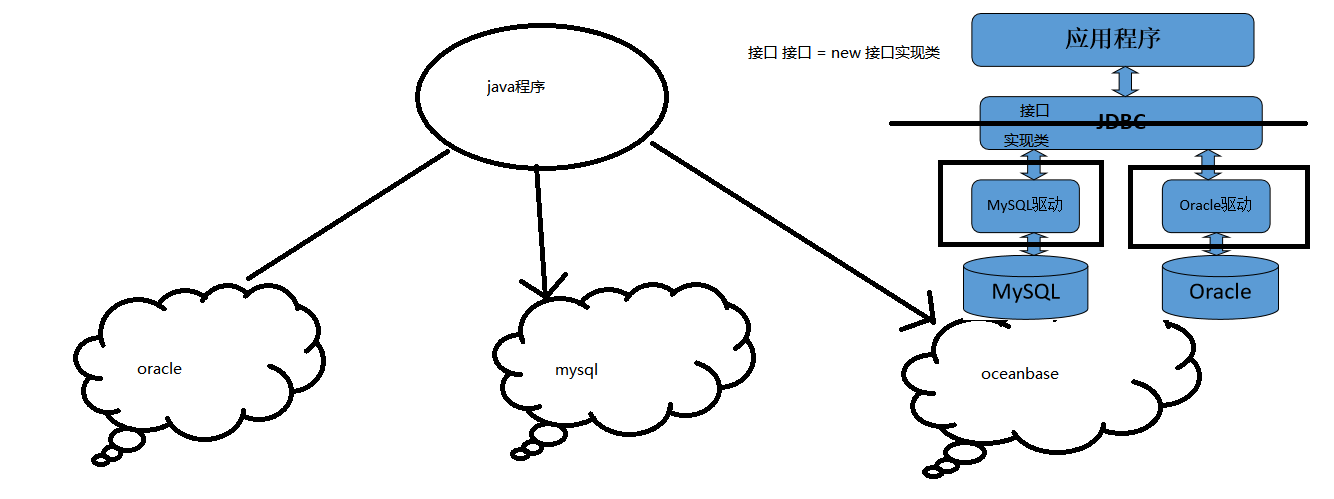 java程序
接口 接口 = new 接口实现类
应用程序
接口
JDBC
实现类
MySQL驱动
Oracle驱动
MySQL
Oracle
oracle
mysql
oceanbase